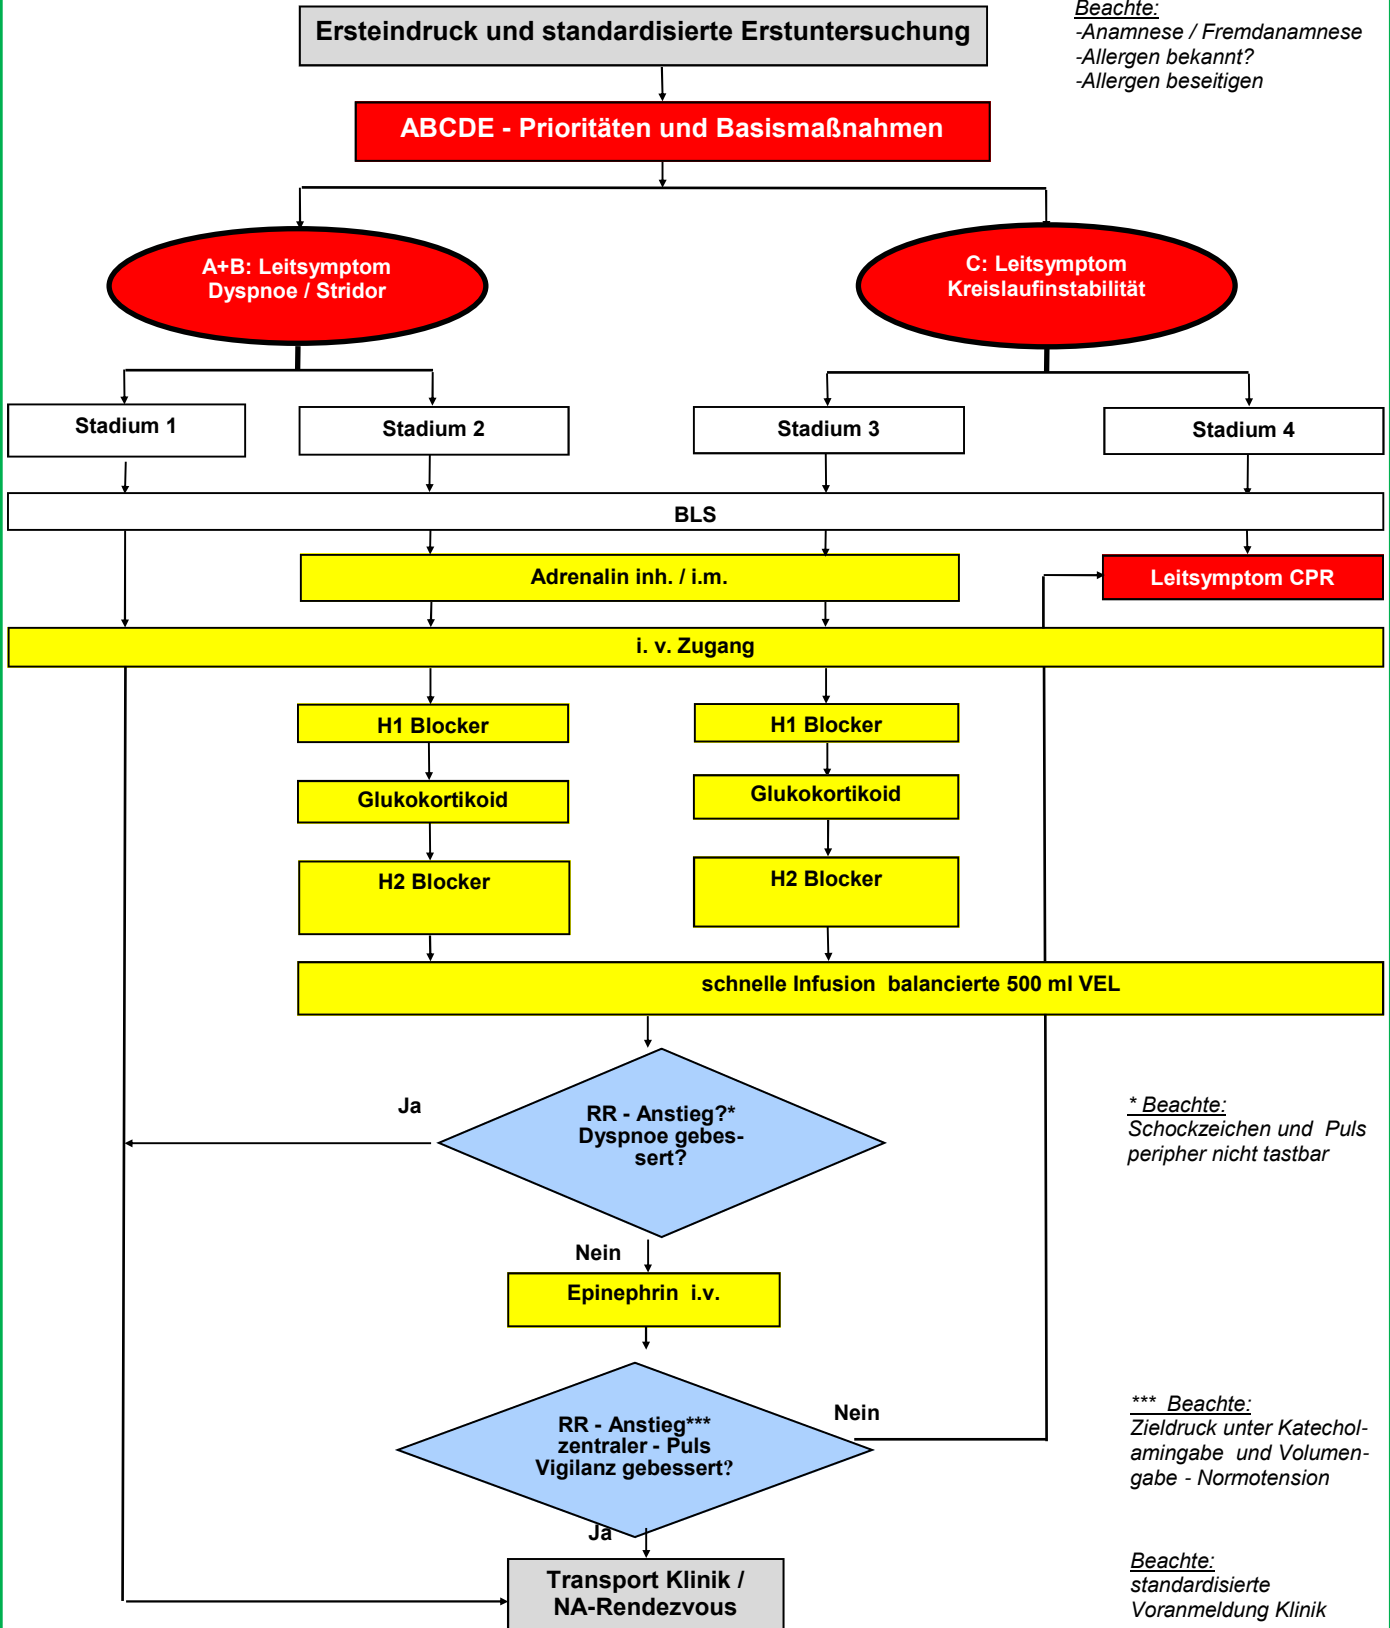 Beachte:
-Anamnese / Fremdanamnese
-Allergen bekannt?
-Allergen beseitigen
Ersteindruck und standardisierte Erstuntersuchung
ABCDE - Prioritäten und Basismaßnahmen
A+B: Leitsymptom
Dyspnoe / Stridor
C: Leitsymptom
Kreislaufinstabilität
Stadium 1
Stadium 2
Stadium 3
Stadium 4
BLS
Adrenalin inh. / i.m.
Leitsymptom CPR
i. v. Zugang
H1 Blocker
H1 Blocker
Glukokortikoid
Glukokortikoid
H2 Blocker
H2 Blocker
schnelle Infusion balancierte 500 ml VEL
Ja
RR - Anstieg?*
Dyspnoe gebes-
sert?
* Beachte:
Schockzeichen und Puls
peripher nicht tastbar
Nein
Epinephrin i.v.
RR - Anstieg***
zentraler - Puls
Vigilanz gebessert?
Nein
*** Beachte:
Zieldruck unter Katechol-
amingabe und Volumen-
gabe - Normotension
Ja
Transport Klinik /
NA-Rendezvous
Beachte:
standardisierte
Voranmeldung Klinik